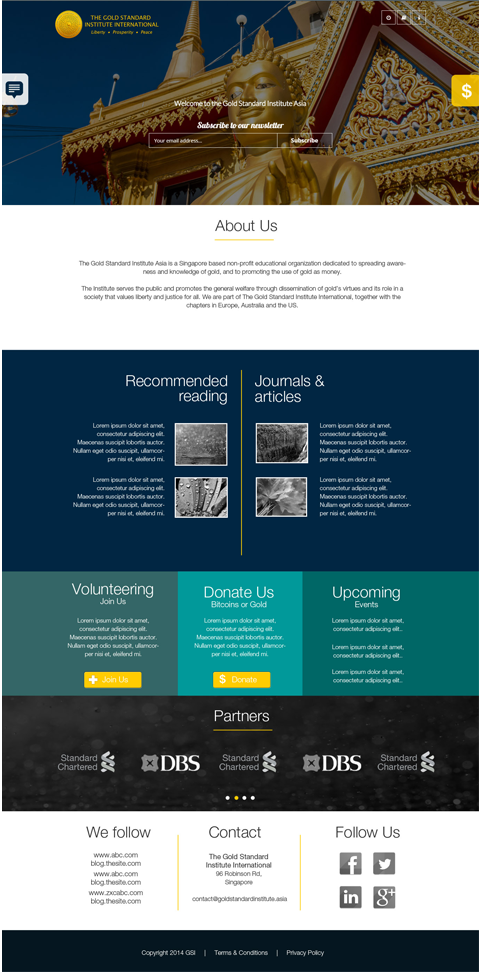 THE GOLD STANDARD
INSTITUTE INTERNATIONAL
Liberty • Prosperity • Peace
Welcome to the Gold Standard Institute Asia
Subscribe to our newsletter
Your email address...
Subscribe
$
About Us
The Gold Standard Institute Asia is a Singapore based non-profit educational organization dedicated to spreading aware-
ness and knowledge of gold, and to promoting the use of gold as money.
The Institute serves the public and promotes the general welfare through dissemination of gold's virtues and its role in a
society that values liberty and justice for all. We are part of The Gold Standard Institute International, together with the
chapters in Europe, Australia and the US.
Recommended
reading
Lorem ipsum dolor sit amet,
consectetur adipiscing elit.
Maecenas suscipit lobortis auctor.
Nullam eget odio suscipit, ullamcor-
per nisi et, eleifend mi.
Lorem ipsum dolor sit amet,
consectetur adipiscing elit.
Maecenas suscipit lobortis auctor.
Nullam eget odio suscipit, ullamcor-
per nisi et, eleifend mi.
Journals &
articles
Lorem ipsum dolor sit amet,
consectetur adipiscing elit.
Maecenas suscipit lobortis auctor.
Nullam eget odio suscipit, ullamcor-
per nisi et, eleifend mi.
Lorem ipsum dolor sit amet,
consectetur adipiscing elit.
Maecenas suscipit lobortis auctor.
Nullam eget odio suscipit, ullamcor-
per nisi et, eleifend mi.
Volunteering
Join Us
Lorem ipsum dolor sit amet,
consectetur adipiscing elit.
Maecenas suscipit lobortis auctor.
Nullam eget odio suscipit, ullamcor-
per nisi et, eleifend mi.
Join Us
Donate Us
Bitcoins or Gold
Lorem ipsum dolor sit amet,
consectetur adipiscing elit.
Maecenas suscipit lobortis auctor.
Nullam eget odio suscipit, ullamcor-
per nisi et, eleifend mi.
$ Donate
Upcoming
Events
Lorem ipsum dolor sit amet,
consectetur adipiscing elit..
Lorem ipsum dolor sit amet,
consectetur adipiscing elit..
Lorem ipsum dolor sit amet,
consectetur adipiscing elit..
Partners
Standard
Chartered
DBS
Standard
Chartered
DBS
Standard
Chartered
We follow
www.abc.com
blog.thesite.com
www.abc.com
blog.thesite.com
www.zxcabc.com
blog.thesite.com
Contact
The Gold Standard
Institute International
96 Robinson Rd,
Singapore
contact@goldstandardinstitute.asia
Follow Us
f
in
g+
Copyright 2014 GSI | Terms & Conditions | Privacy Policy